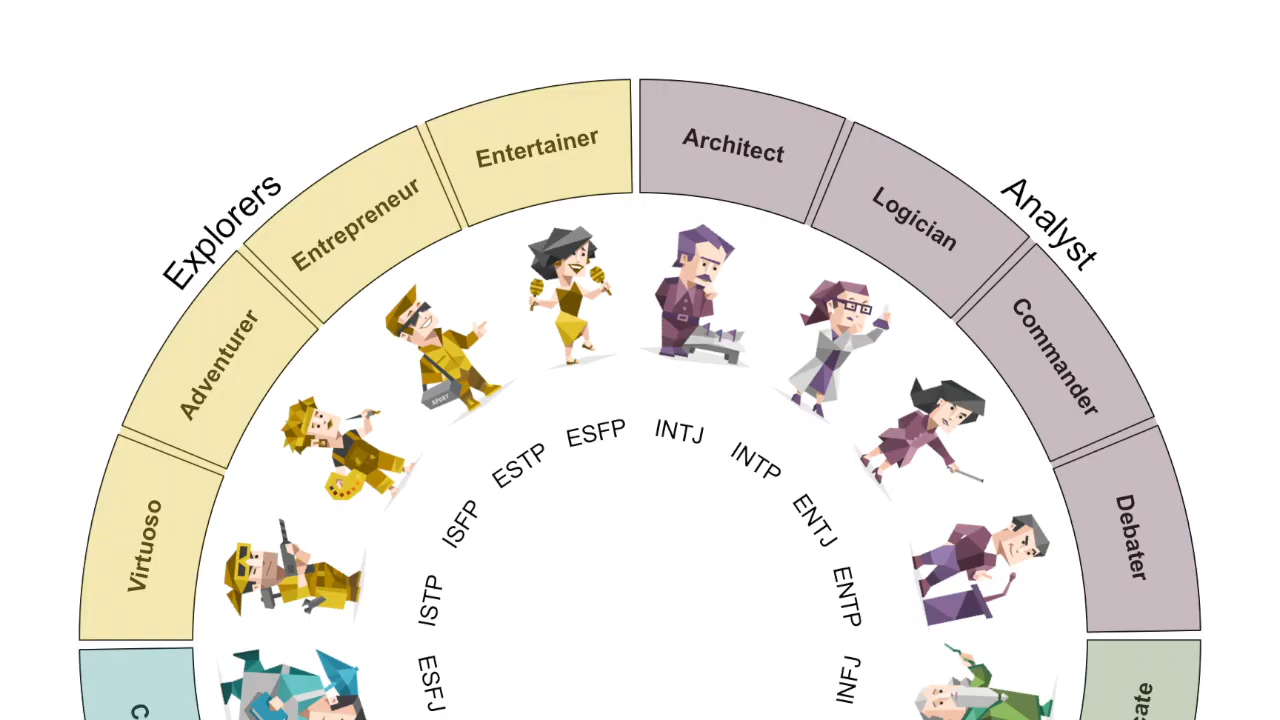 Explorers
Analyst
Virtuoso
Adventurer
Entrepreneur
Entertainer
Architect
Logician
Commander
Debater
SPORT
ISTP
ISFP
ESTP
ESFP
INTJ
INTP
ENTJ
ENTP
ESFJ
INFJ
C
cate